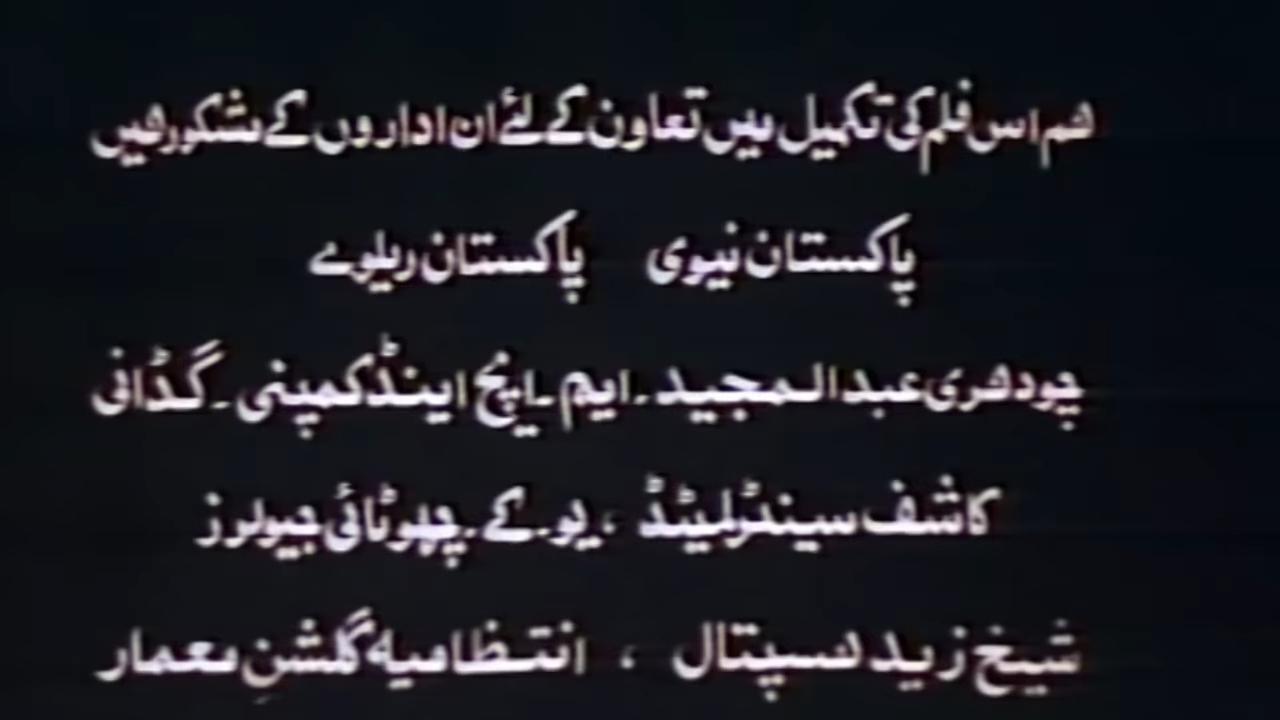 ہم اس فلم کی تکمیل میں تعاون کے لئے ان اداروں کے مشکور ہیں
پاکستان نیوی پاکستان ریلوے
چودھری عبدالمجید۔ ایم۔ ایچ اینڈ کمپنی۔ گڈانی
کاشف سینٹر لمیٹڈ ، یو۔ کے۔ چھوٹانی جیولرز
شیخ زید ہسپتال ، انتظامیہ گلشنِ معمار